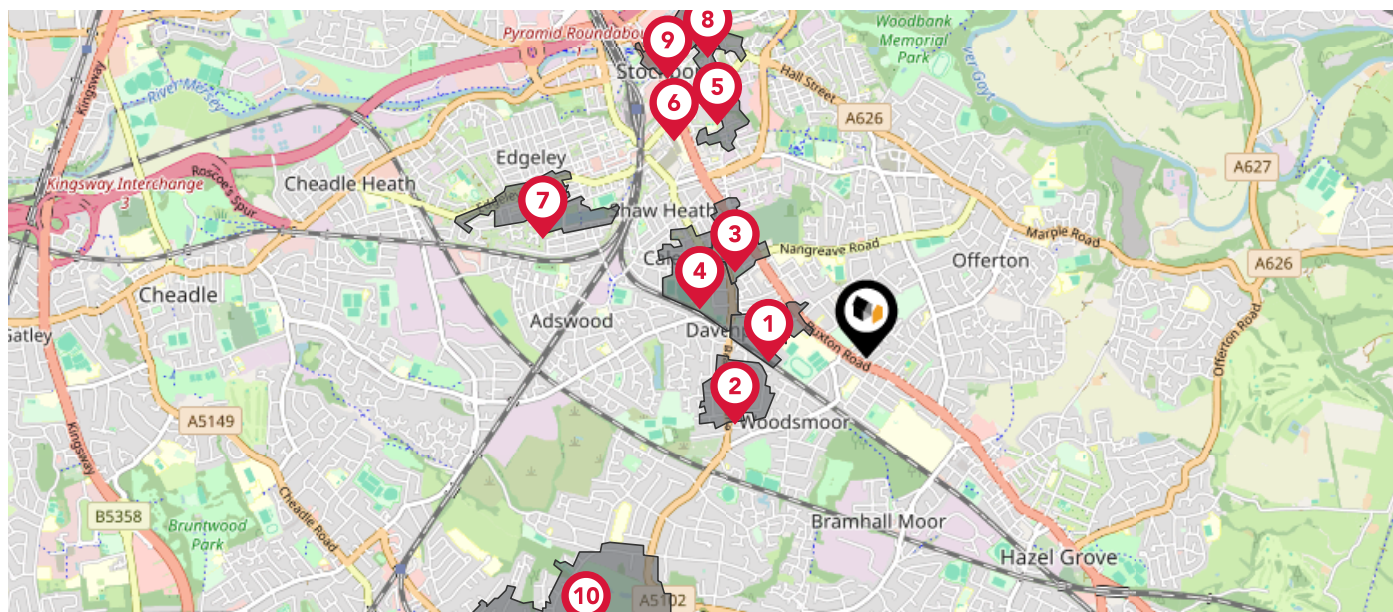 Woodbank
Memorial
Park
Pyramid Roundabou
8
9
Stockpor
5
6
Hall Street
Kingsway
River Mersey
A626
A627
Edgeley
Kingsway Interchange
3
Roscoe's Spur
Cheadle Heath
7
Edgeley
Shaw Heath
3
Nangreave Road
Marple Road
A626
Offerton
4
Cheadle
Adswood
1
Buxton Road
Gatley
Offerton Road
2
Woodsmoor
A5149
Kingsway
Cheadle Road
B5358
Bruntwood
Park
Bramhall Moor
Hazel Grove
10
A5102